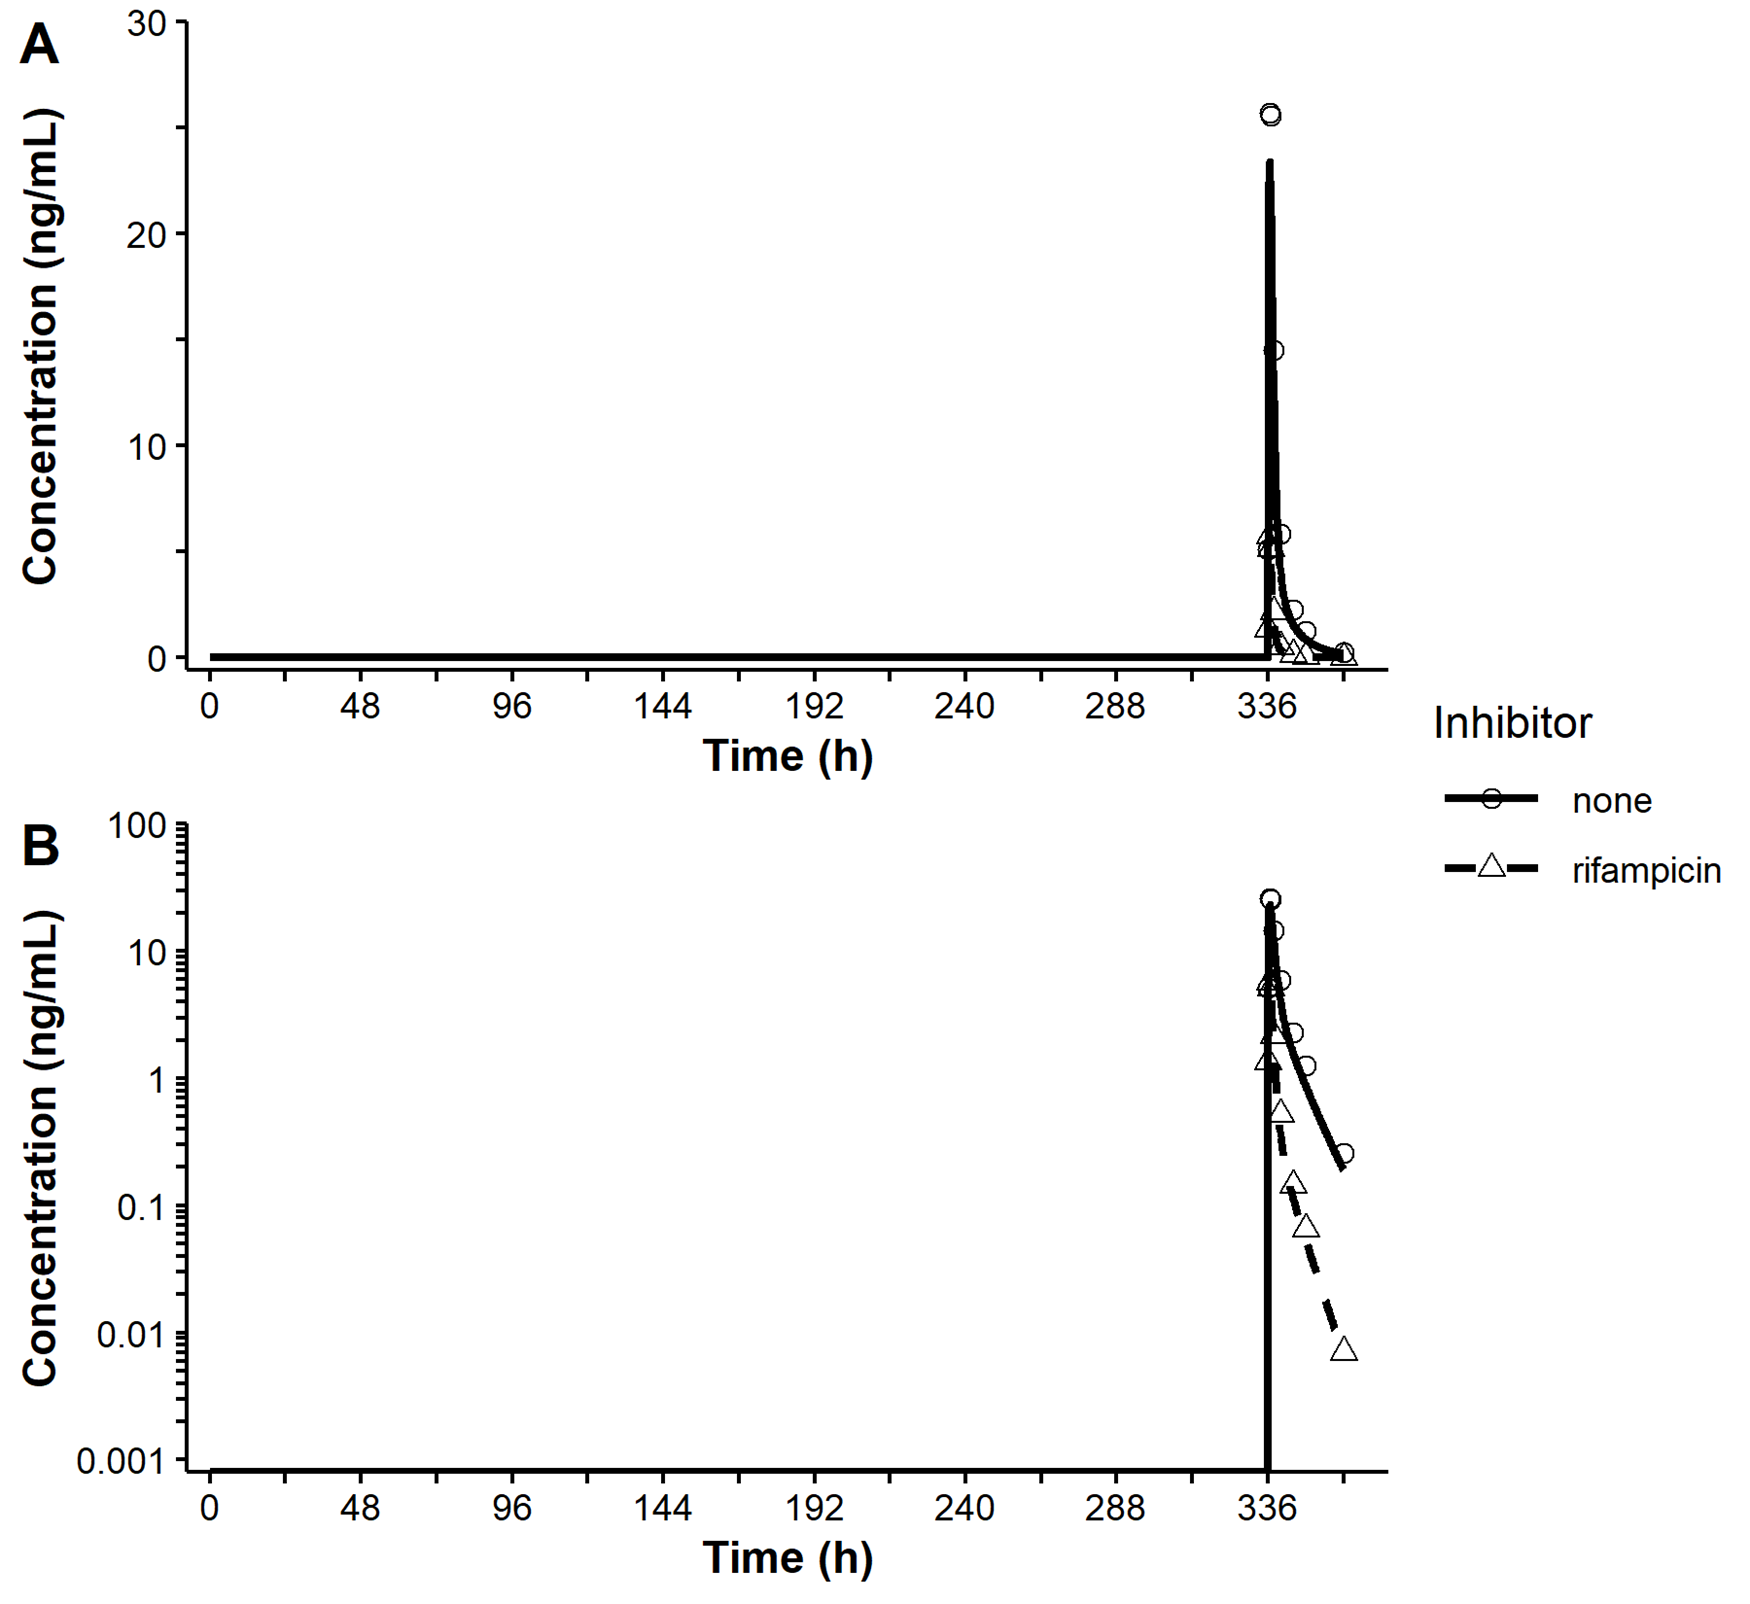 A
Concentration (ng/mL)
30
20
10
0
0 48 96 144 192 240 288 336
Time (h)
Inhibitor
none
rifampicin
B
Concentration (ng/mL)
100
10
1
0.1
0.01
0.001
0 48 96 144 192 240 288 336
Time (h)